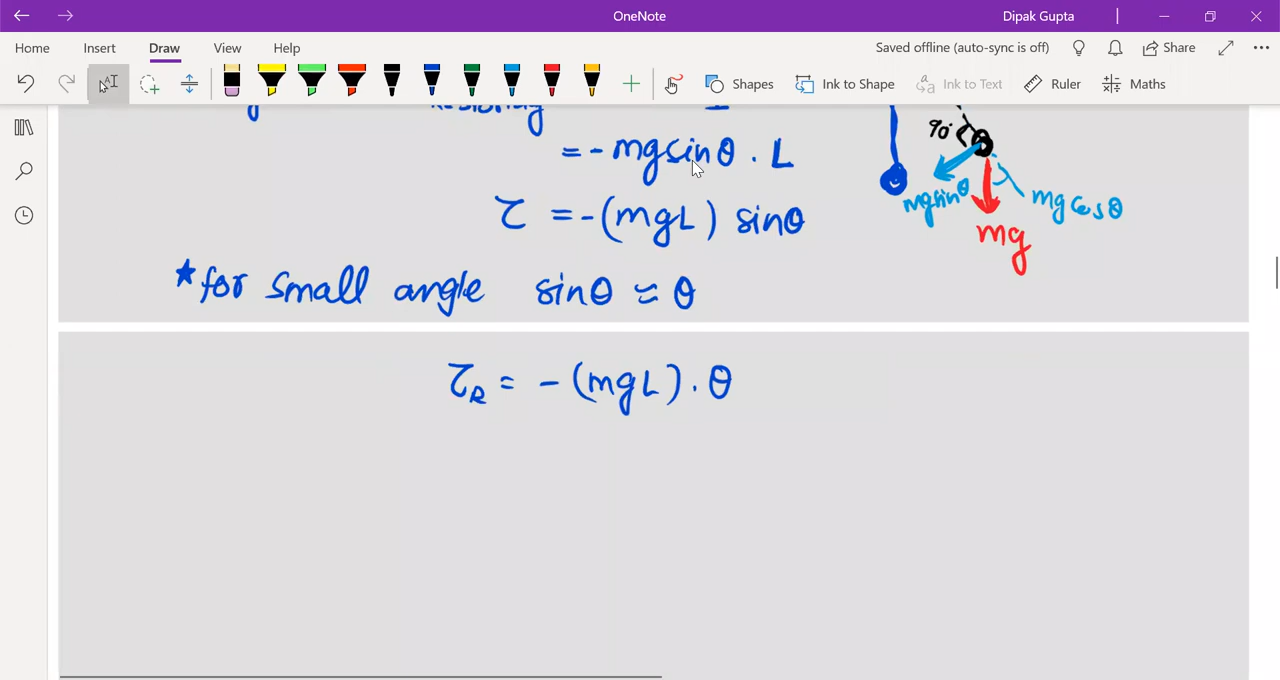 OneNote
Dipak Gupta
Home Insert Draw View Help
Saved offline (auto-sync is off)
Share
Shapes
Ink to Shape
Ink to Text
Ruler
Maths
= - mg sinθ . L
τ = -(mgL) sinθ
*for small angle sinθ ≈ θ
90°
mg sinθ
mg cosθ
mg
τR = - (mgL) . θ